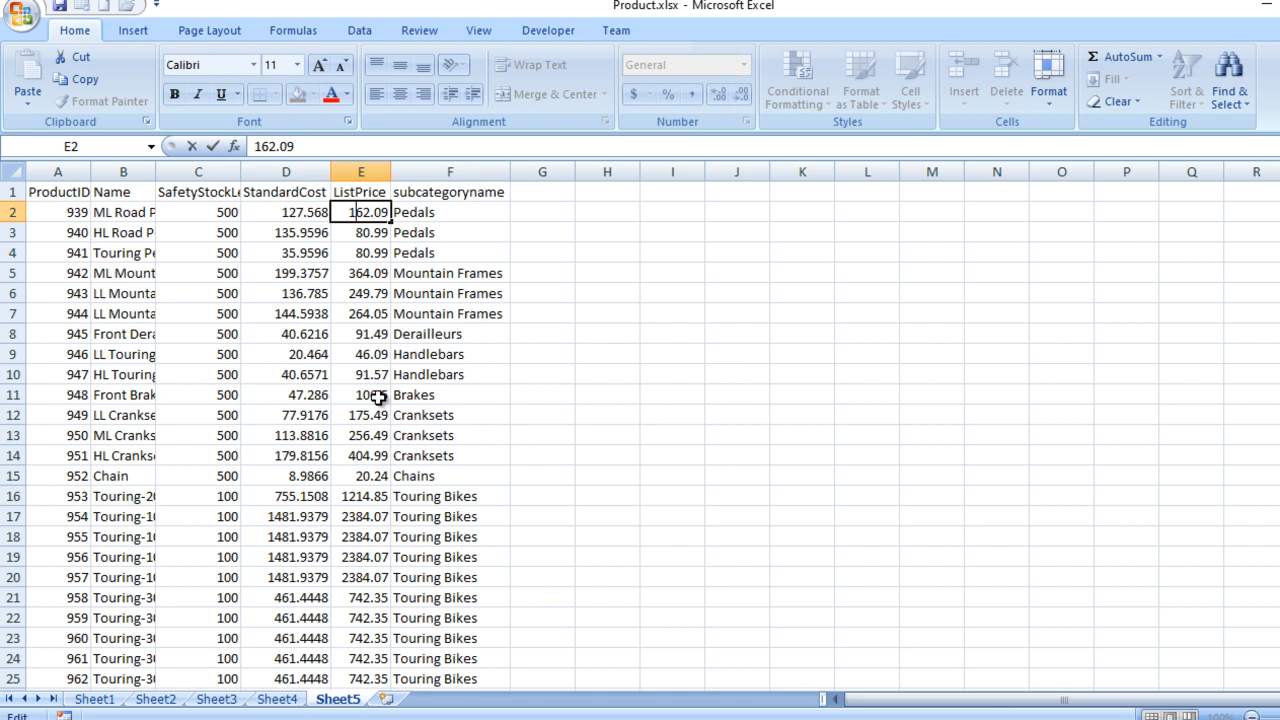 Product.xlsx - Microsoft Excel
Home Insert Page Layout Formulas Data Review View Developer Team
Paste Cut Copy Format Painter Clipboard
Calibri 11 A A B I U A Font
Wrap Text Merge & Center Alignment
General $ % , Number
Conditional Formatting Format as Table Cell Styles Styles
Insert Delete Format Cells
Σ AutoSum Fill Clear Sort & Filter Find & Select Editing
E2 fx 162.09
A B C D E F G H I J K L M N O P Q R
1 ProductID Name SafetyStockLe StandardCost ListPrice subcategoryname
2 939 ML Road P 500 127.568 162.09 Pedals
3 940 HL Road P 500 135.9596 80.99 Pedals
4 941 Touring Pe 500 35.9596 80.99 Pedals
5 942 ML Mount 500 199.3757 364.09 Mountain Frames
6 943 LL Mounta 500 136.785 249.79 Mountain Frames
7 944 LL Mounta 500 144.5938 264.05 Mountain Frames
8 945 Front Dera 500 40.6216 91.49 Derailleurs
9 946 LL Touring 500 20.464 46.09 Handlebars
10 947 HL Touring 500 40.6571 91.57 Handlebars
11 948 Front Brak 500 47.286 Brakes
12 949 LL Crankse 500 77.9176 175.49 Cranksets
13 950 ML Cranks 500 113.8816 256.49 Cranksets
14 951 HL Cranks 500 179.8156 404.99 Cranksets
15 952 Chain 500 8.9866 20.24 Chains
16 953 Touring-20 100 755.1508 1214.85 Touring Bikes
17 954 Touring-10 100 1481.9379 2384.07 Touring Bikes
18 955 Touring-10 100 1481.9379 2384.07 Touring Bikes
19 956 Touring-10 100 1481.9379 2384.07 Touring Bikes
20 957 Touring-10 100 1481.9379 2384.07 Touring Bikes
21 958 Touring-30 100 461.4448 742.35 Touring Bikes
22 959 Touring-30 100 461.4448 742.35 Touring Bikes
23 960 Touring-30 100 461.4448 742.35 Touring Bikes
24 961 Touring-30 100 461.4448 742.35 Touring Bikes
25 962 Touring-30 100 461.4448 742.35 Touring Bikes
Sheet1 Sheet2 Sheet3 Sheet4 Sheet5
Edit 100%